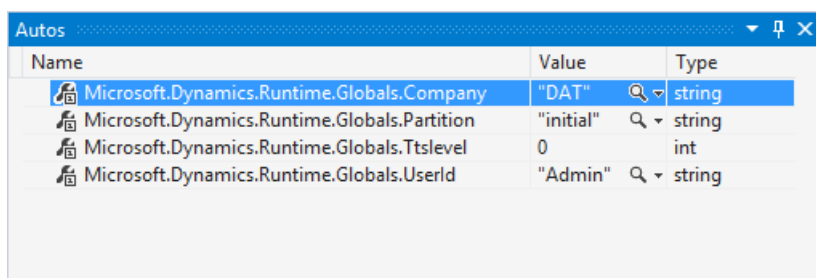 Autos
Name Value Type
Microsoft.Dynamics.Runtime.Globals.Company "DAT" string
Microsoft.Dynamics.Runtime.Globals.Partition "initial" string
Microsoft.Dynamics.Runtime.Globals.Ttslevel 0 int
Microsoft.Dynamics.Runtime.Globals.UserId "Admin" string